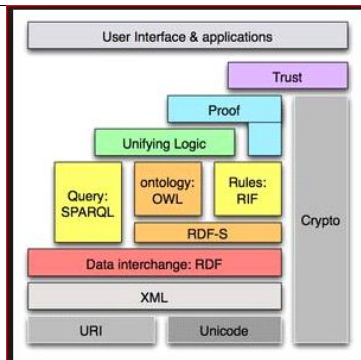 User Interface & applications
Trust
Proof
Unifying Logic
Query:
SPARQL
ontology:
OWL
Rules:
RIF
Crypto
RDF-S
Data interchange: RDF
XML
URI
Unicode